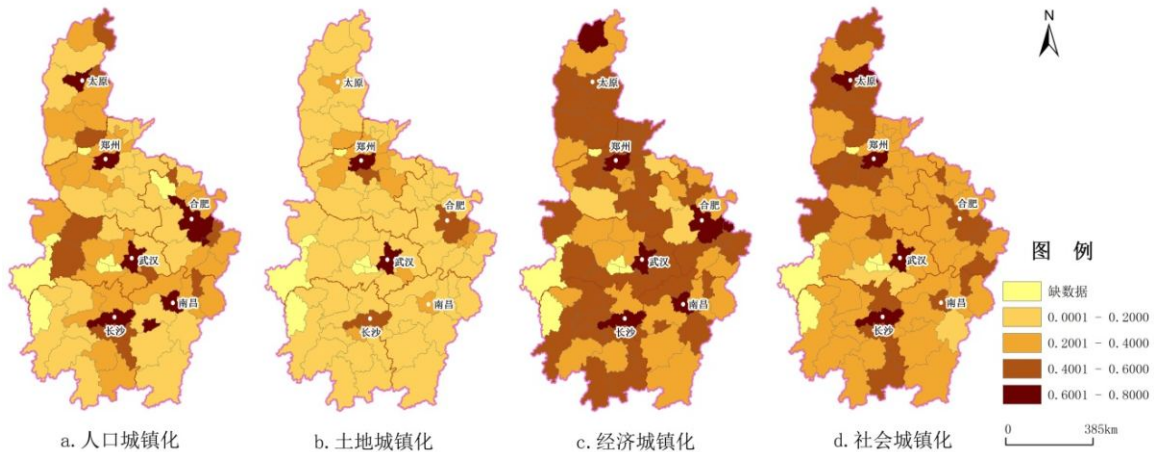 N
太原
郑州
合肥
武汉
南昌
长沙
太原
郑州
合肥
武汉
南昌
长沙
太原
郑州
合肥
武汉
南昌
长沙
太原
郑州
合肥
武汉
南昌
长沙
图 例
缺数据
0.0001 - 0.2000
0.2001 - 0.4000
0.4001 - 0.6000
0.6001 - 0.8000
0 385km
a.人口城镇化
b.土地城镇化
c.经济城镇化
d.社会城镇化